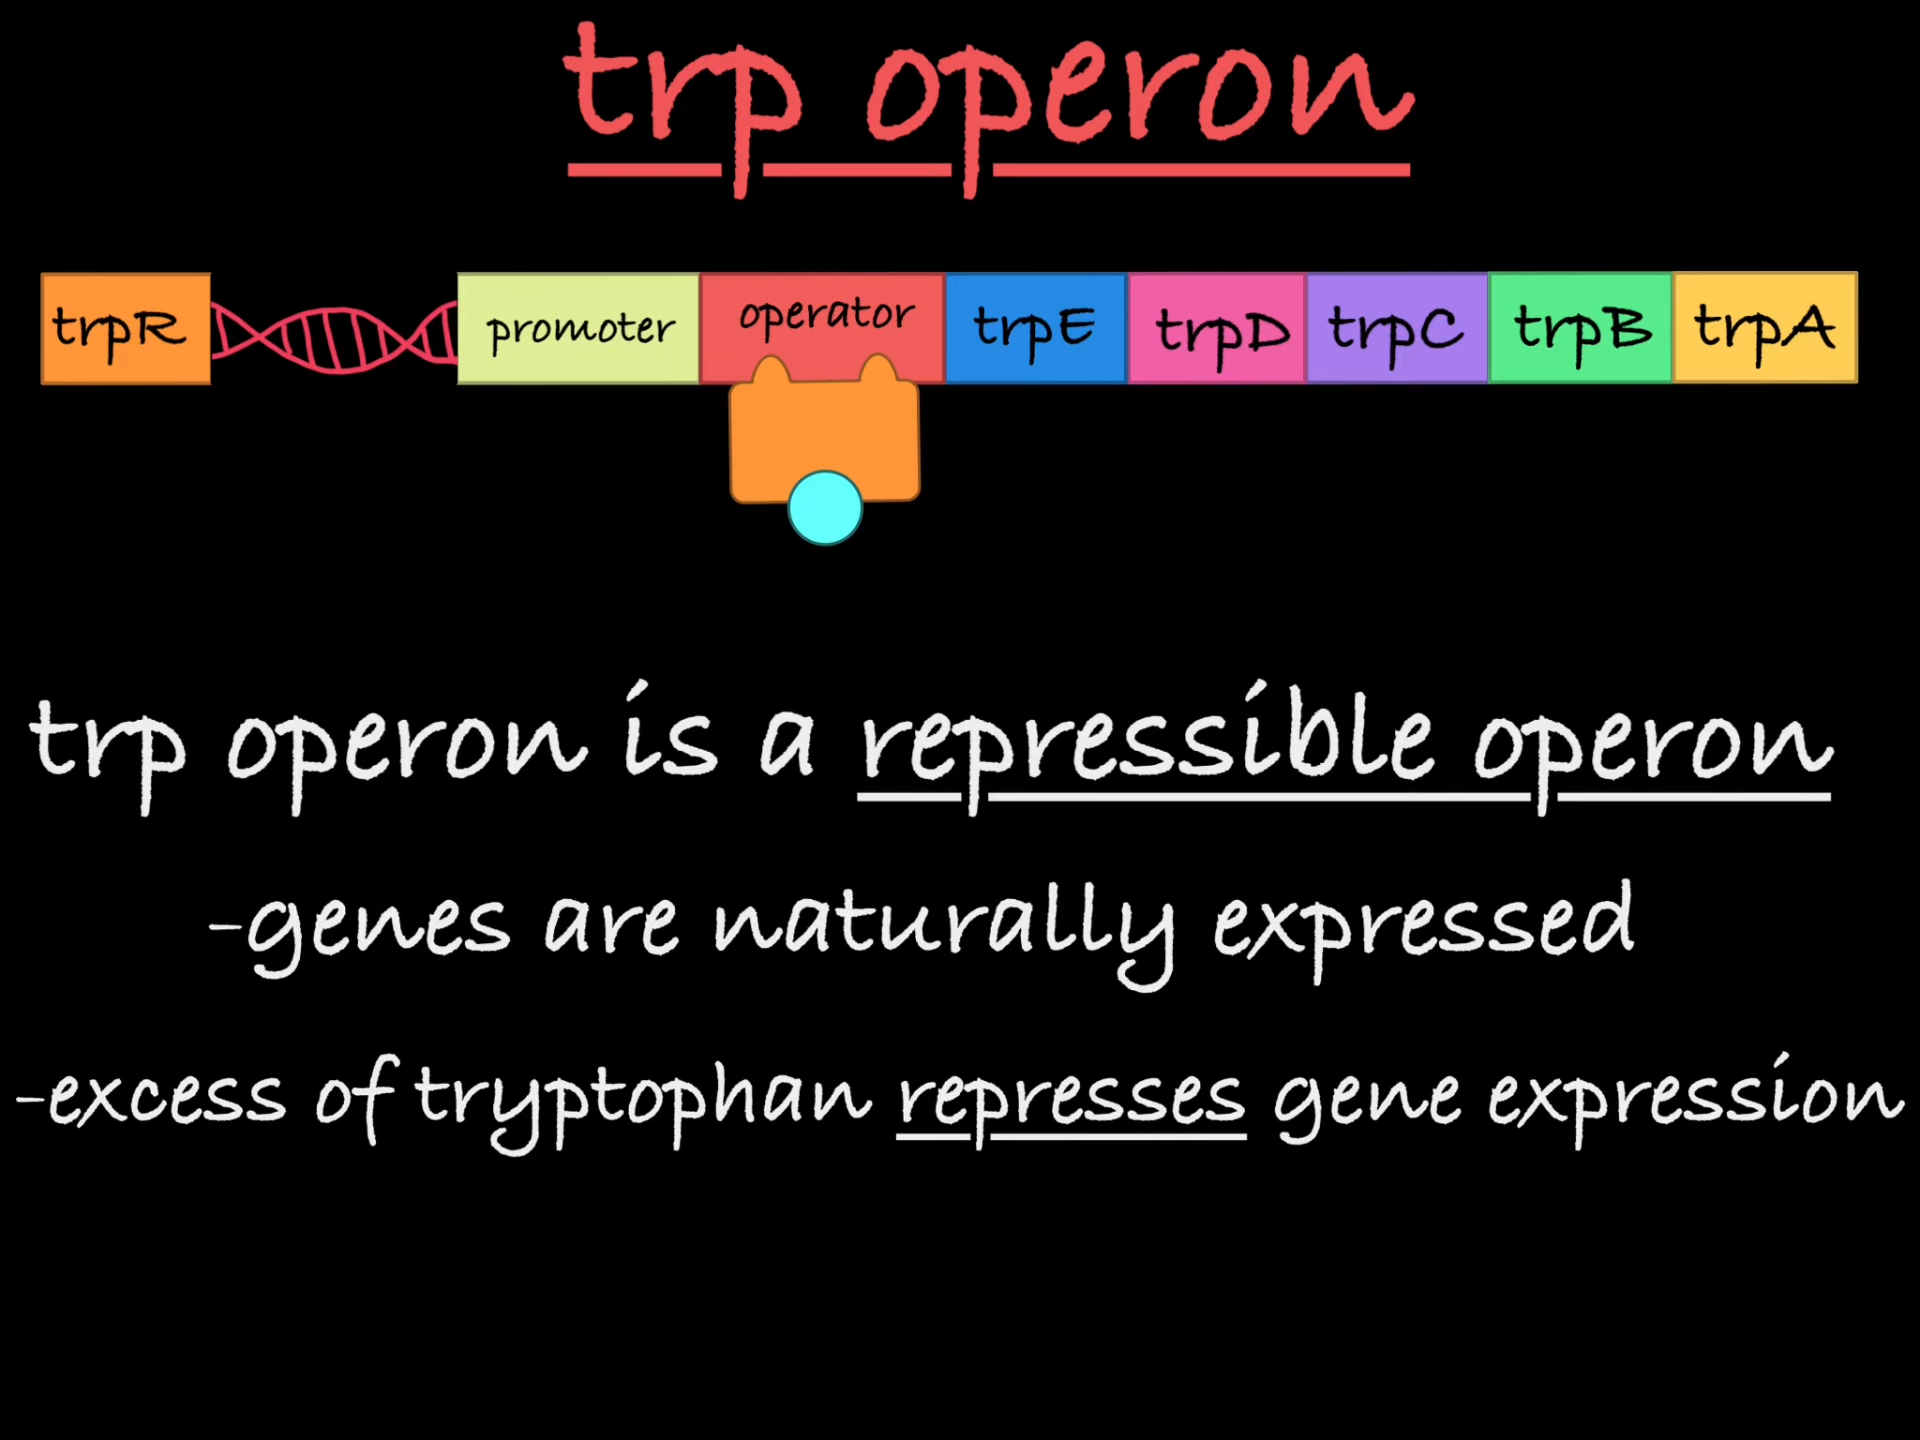 trp operon
trpR promoter operator trpE trpD trpC trpB trpA
trp operon is a repressible operon
-genes are naturally expressed
-excess of tryptophan represses gene expression